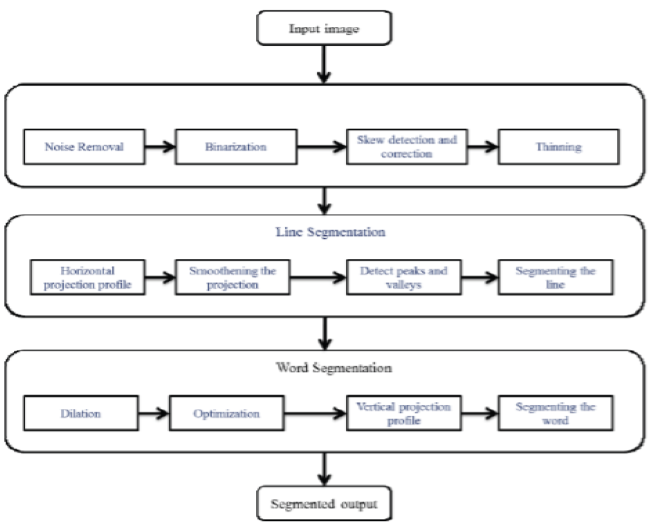 Input image
Noise Removal
Binarization
Skew detection and
correction
Thinning
Line Segmentation
Horizontal
projection profile
Smoothening the
projection
Detect peaks and
valleys
Segmenting the
line
Word Segmentation
Dilation
Optimization
Vertical projection
profile
Segmenting the
word
Segmented output